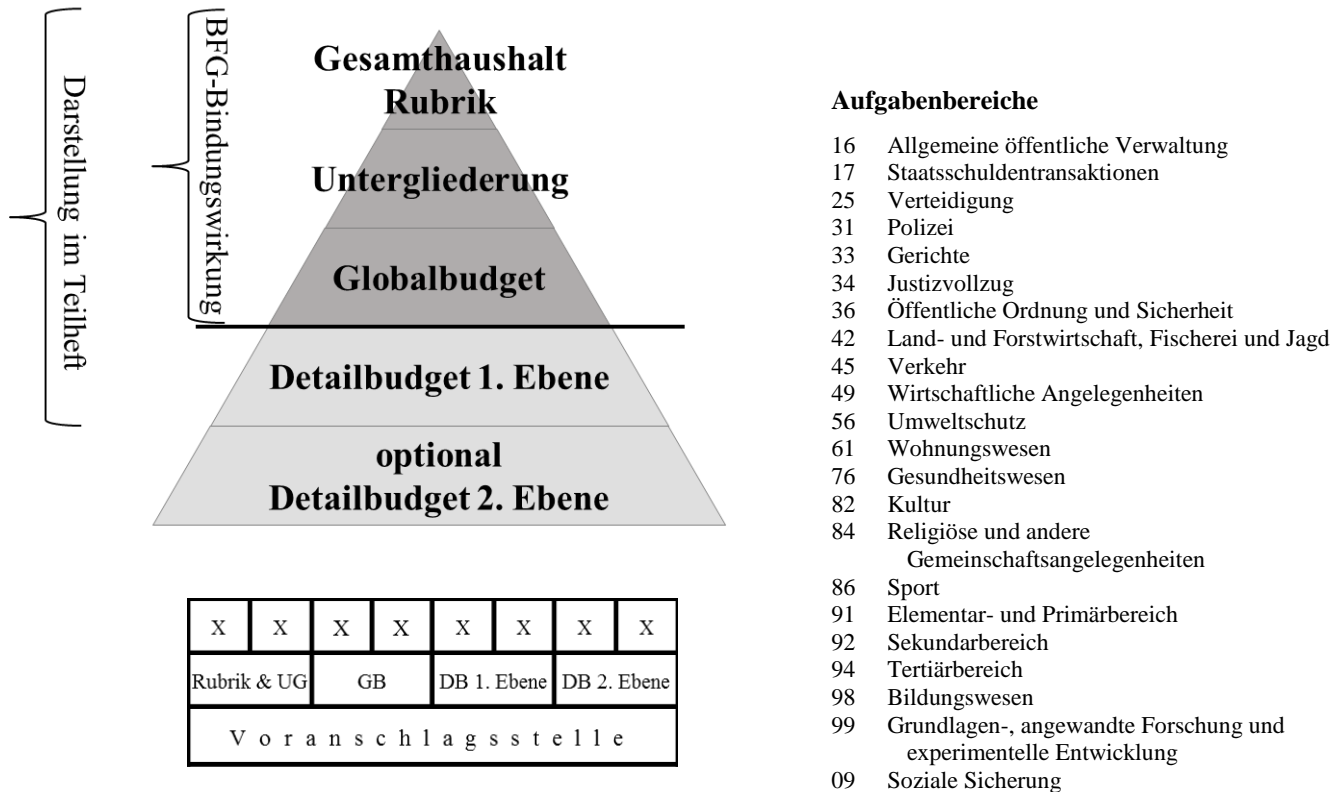 Darstellung im Teilheft
BFG-Bindungswirkung
Gesamthaushalt
Rubrik
Untergliederung
Globalbudget
Detailbudget 1. Ebene
optional
Detailbudget 2. Ebene
X X X X X X X X
Rubrik & UG GB DB 1. Ebene DB 2. Ebene
Voranschlagsstelle
Aufgabenbereiche
16 Allgemeine öffentliche Verwaltung
17 Staatsschuldentransaktionen
25 Verteidigung
31 Polizei
33 Gerichte
34 Justizvollzug
36 Öffentliche Ordnung und Sicherheit
42 Land- und Forstwirtschaft, Fischerei und Jagd
45 Verkehr
49 Wirtschaftliche Angelegenheiten
56 Umweltschutz
61 Wohnungswesen
76 Gesundheitswesen
82 Kultur
84 Religiöse und andere
Gemeinschaftsangelegenheiten
86 Sport
91 Elementar- und Primärbereich
92 Sekundarbereich
94 Tertiärbereich
98 Bildungswesen
99 Grundlagen-, angewandte Forschung und
experimentelle Entwicklung
09 Soziale Sicherung